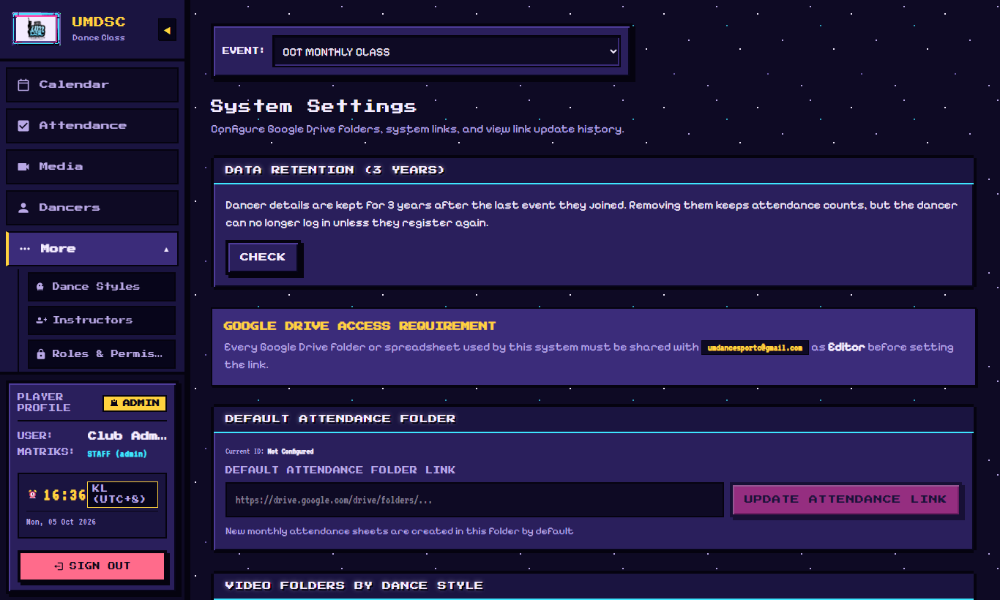 UMDSC
Dance Class
Calendar
Attendance
Media
Dancers
More
Dance Styles
Instructors
Roles & Permis...
PLAYER PROFILE
ADMIN
USER: Club Adm...
MATRIKS: STAFF (admin)
16:36 KL (UTC+8)
Mon, 05 Oct 2026
SIGN OUT
EVENT: OCT MONTHLY CLASS
System Settings
Configure Google Drive folders, system links, and view link update history.
DATA RETENTION (3 YEARS)
Dancer details are kept for 3 years after the last event they joined. Removing them keeps attendance counts, but the dancer
can no longer log in unless they register again.
CHECK
GOOGLE DRIVE ACCESS REQUIREMENT
Every Google Drive folder or spreadsheet used by this system must be shared with umdancesportc@gmail.com as Editor before setting
the link.
DEFAULT ATTENDANCE FOLDER
Current ID: Not Configured
DEFAULT ATTENDANCE FOLDER LINK
https://drive.google.com/drive/folders/...
UPDATE ATTENDANCE LINK
New monthly attendance sheets are created in this folder by default
VIDEO FOLDERS BY DANCE STYLE